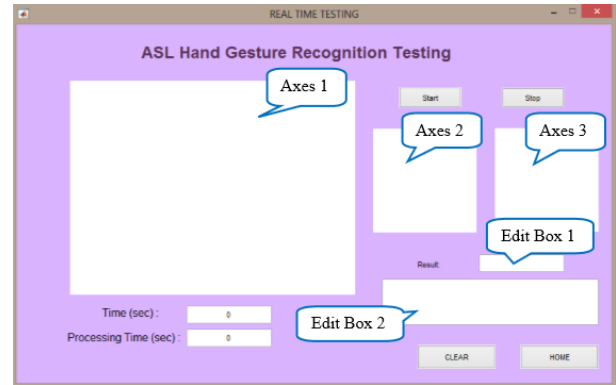 REAL TIME TESTING
ASL Hand Gesture Recognition Testing
Axes 1
Start
Stop
Axes 2
Axes 3
Edit Box 1
Result:
Time (sec) :
0
Edit Box 2
Processing Time (sec) :
0
CLEAR
HOME